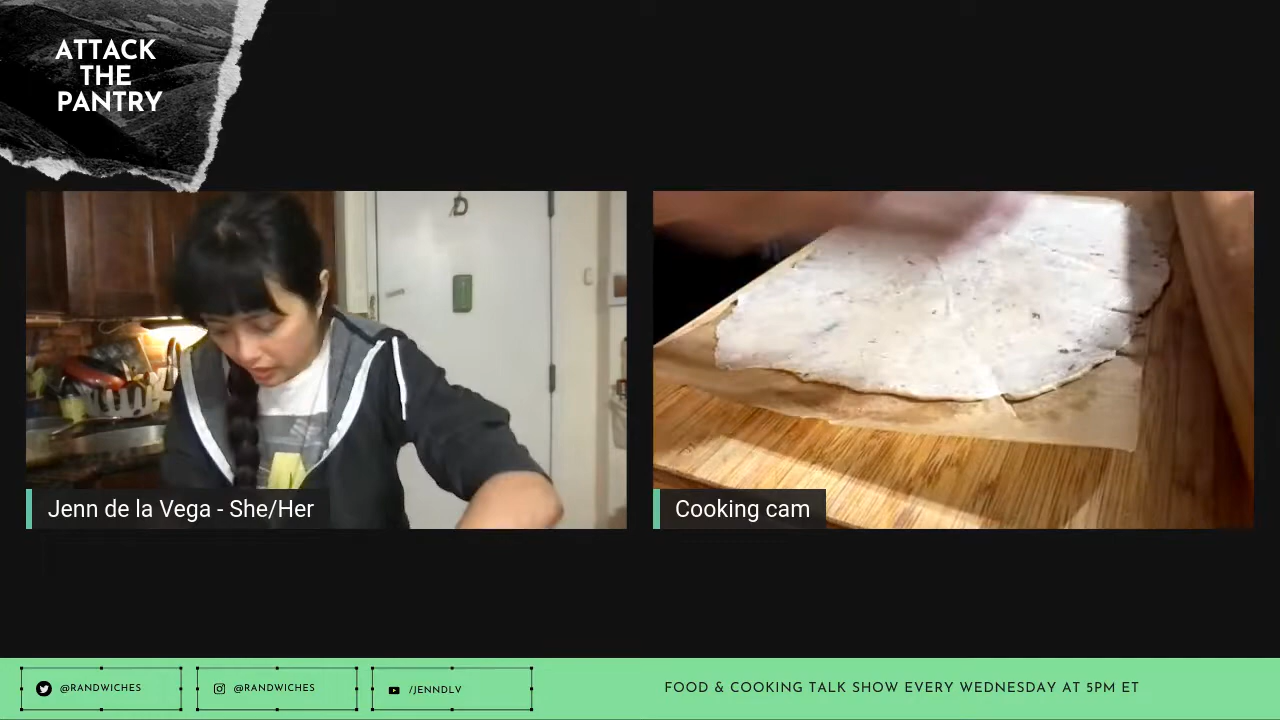 ATTACK
THE
PANTRY
Jenn de la Vega - She/Her
Cooking cam
@RANDWICHES
@RANDWICHES
/JENNDLV
FOOD & COOKING TALK SHOW EVERY WEDNESDAY AT 5PM ET